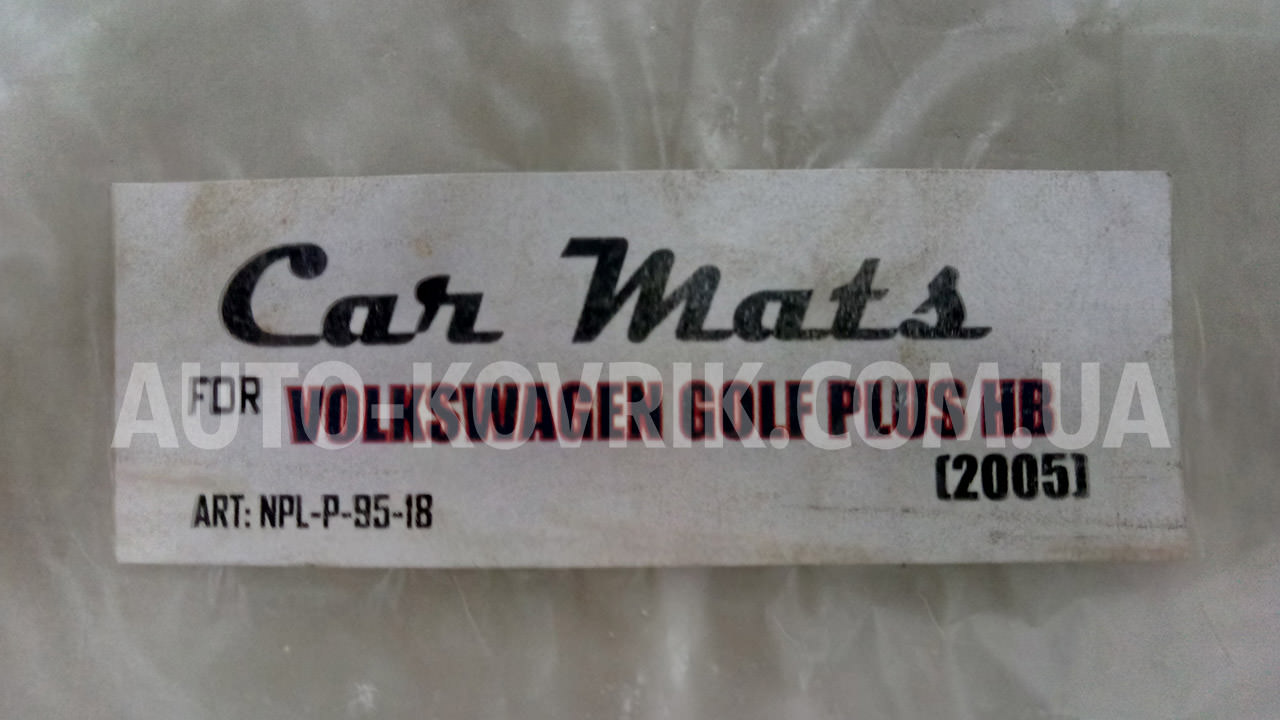 Car Mats
FOR VOLKSWAGEN GOLF PLUS HB
AUTO-KOVRIK.COM.UA
(2005)
ART: NPL-P-95-18